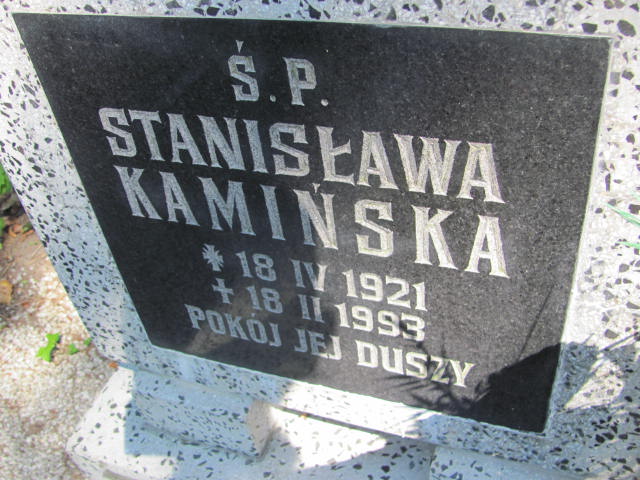 Ś.P.
STANISŁAWA
KAMIŃSKA
* 18 IV 1921
+ 18 II 1993
POKÓJ JEJ DUSZY